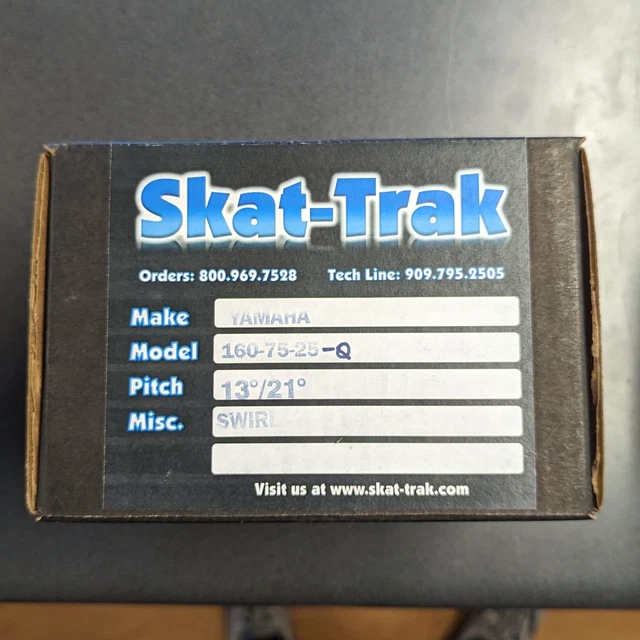 Skat-Trak
Orders: 800.969.7528 Tech Line: 909.795.2505
Make YAMAHA
Model 160-75-25-Q
Pitch 13°/21°
Misc. SWIRL
Visit us at www.skat-trak.com